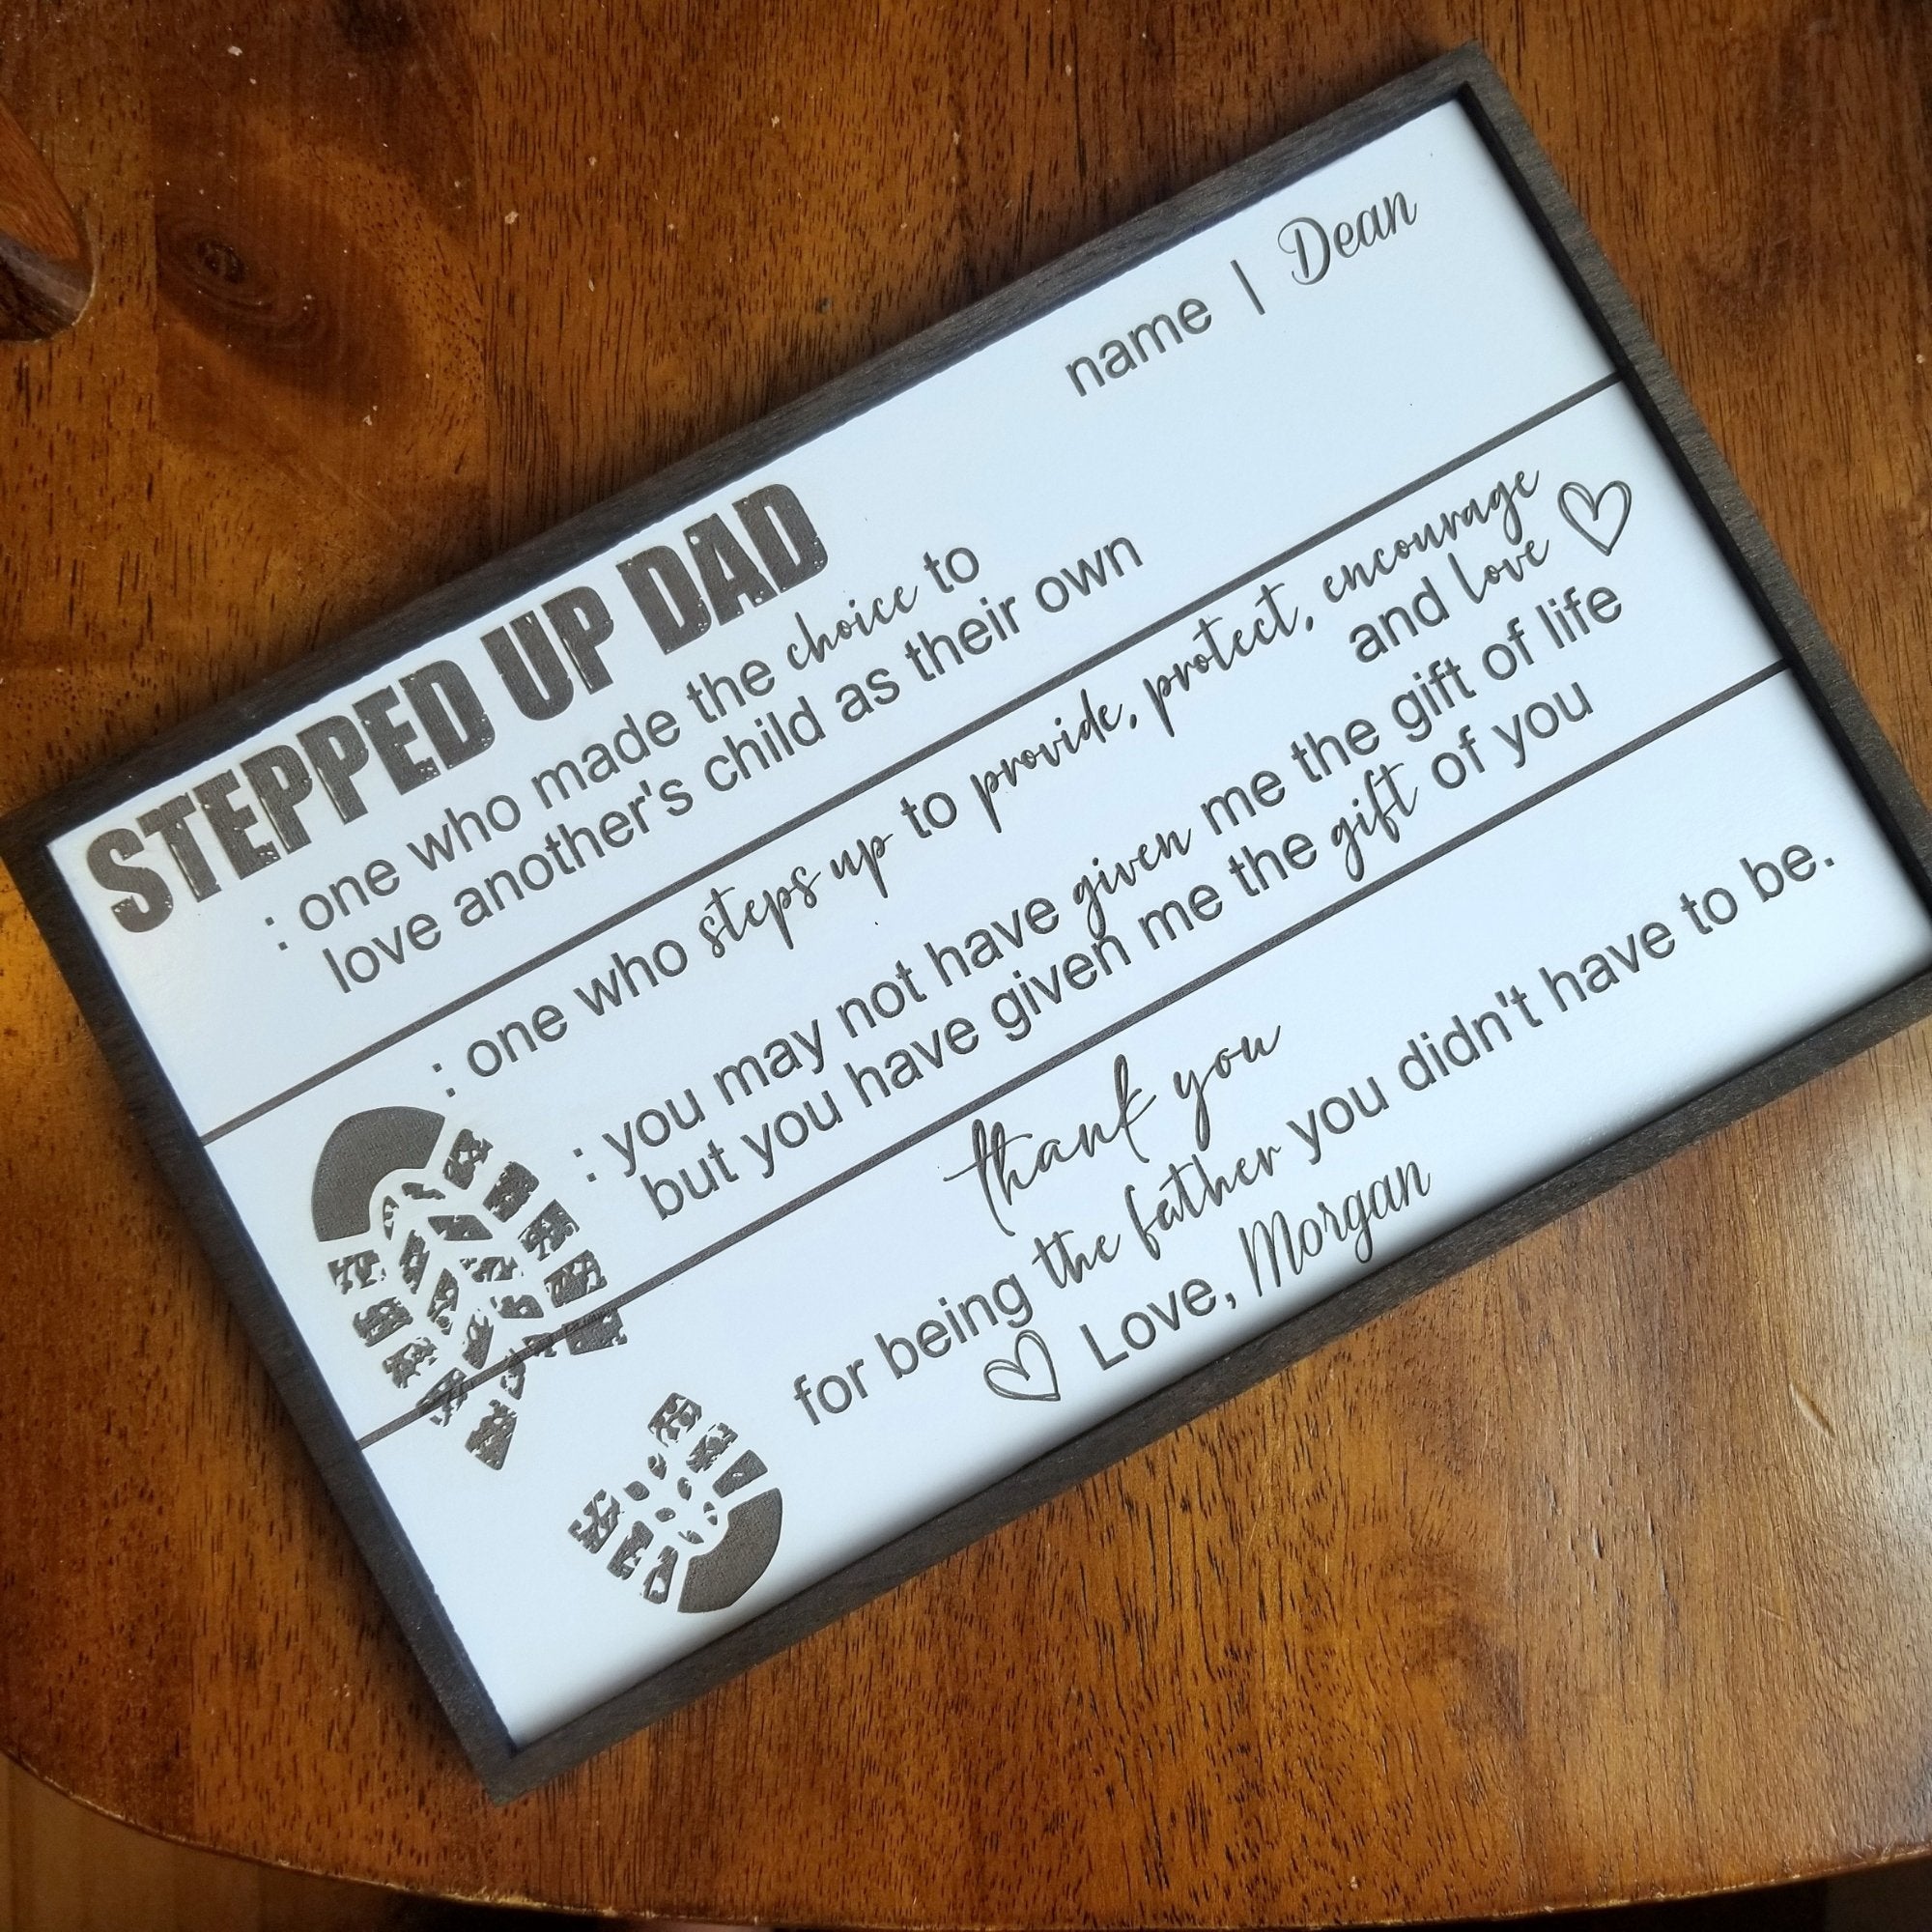 name | Dean
STEPPED UP DAD
: one who made the choice to
love another's child as their own
: one who steps up to provide, protect, encourage
and love
: you may not have given me the gift of life
but you have given me the gift of you
thank you
for being the father you didn't have to be.
Love, Morgan